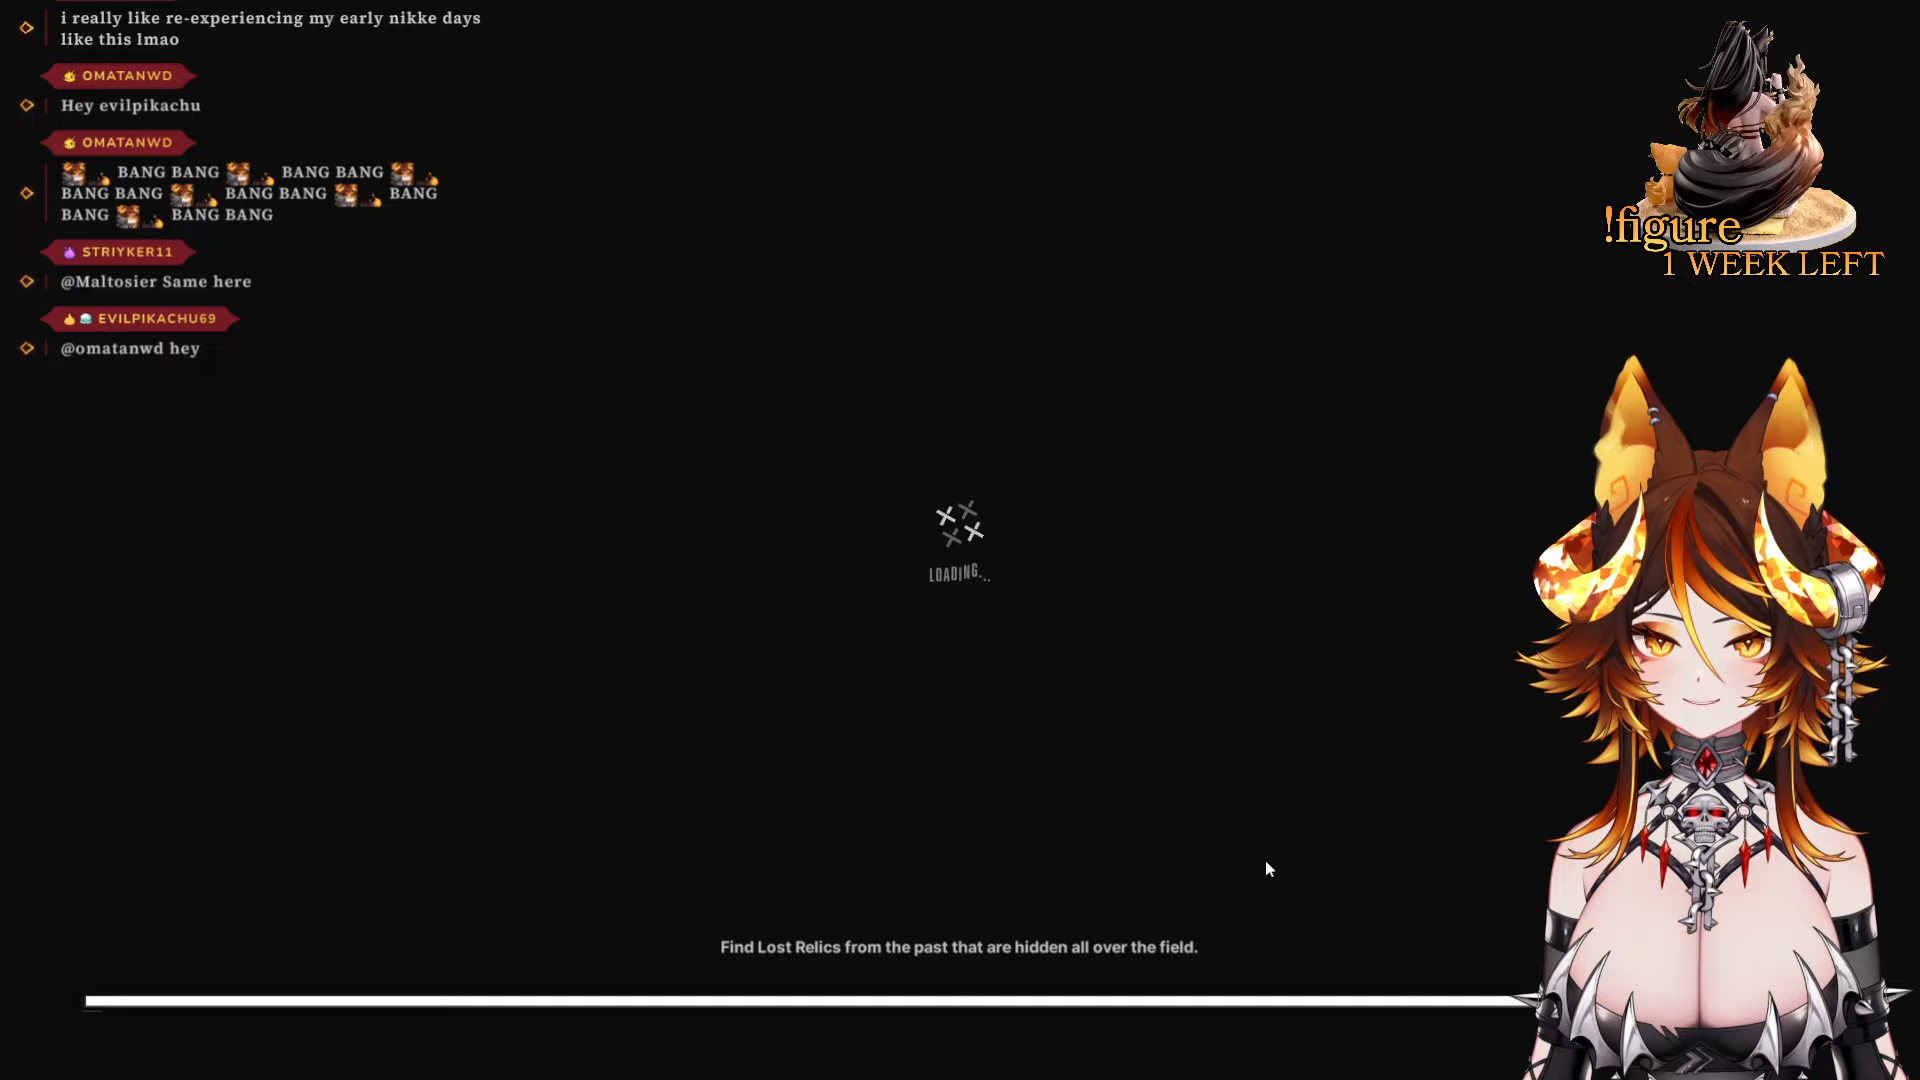 i really like re-experiencing my early nikke days
like this lmao
OMATANWD
Hey evilpikachu
OMATANWD
BANG BANG BANG BANG
BANG BANG BANG BANG BANG
BANG BANG BANG
STRIYKER11
@Maltosier Same here
EVILPIKACHU69
@omatanwd hey
!figure
1 WEEK LEFT
LOADING...
Find Lost Relics from the past that are hidden all over the field.